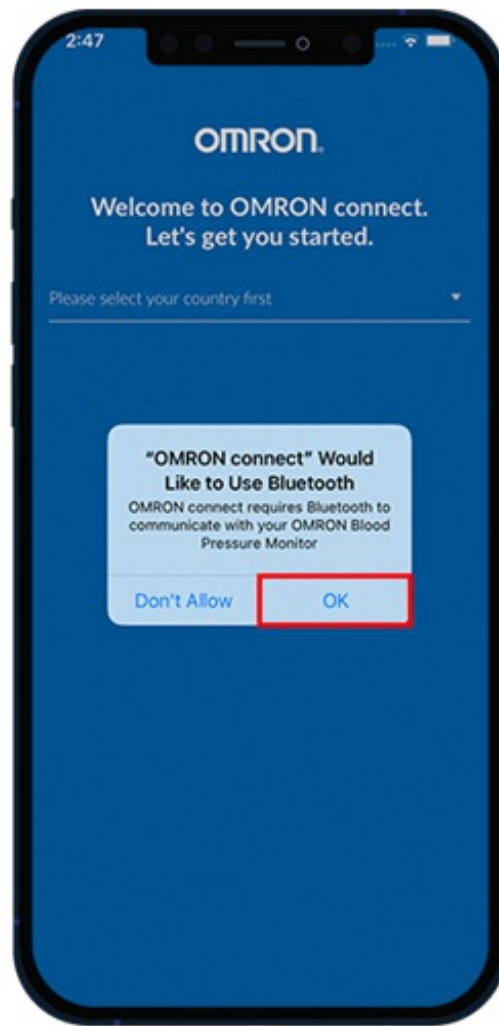 2:47
OMRON
Welcome to OMRON connect.
Let's get you started.
Please select your country first
"OMRON connect" Would
Like to Use Bluetooth
OMRON connect requires Bluetooth to
communicate with your OMRON Blood
Pressure Monitor
Don't Allow
OK